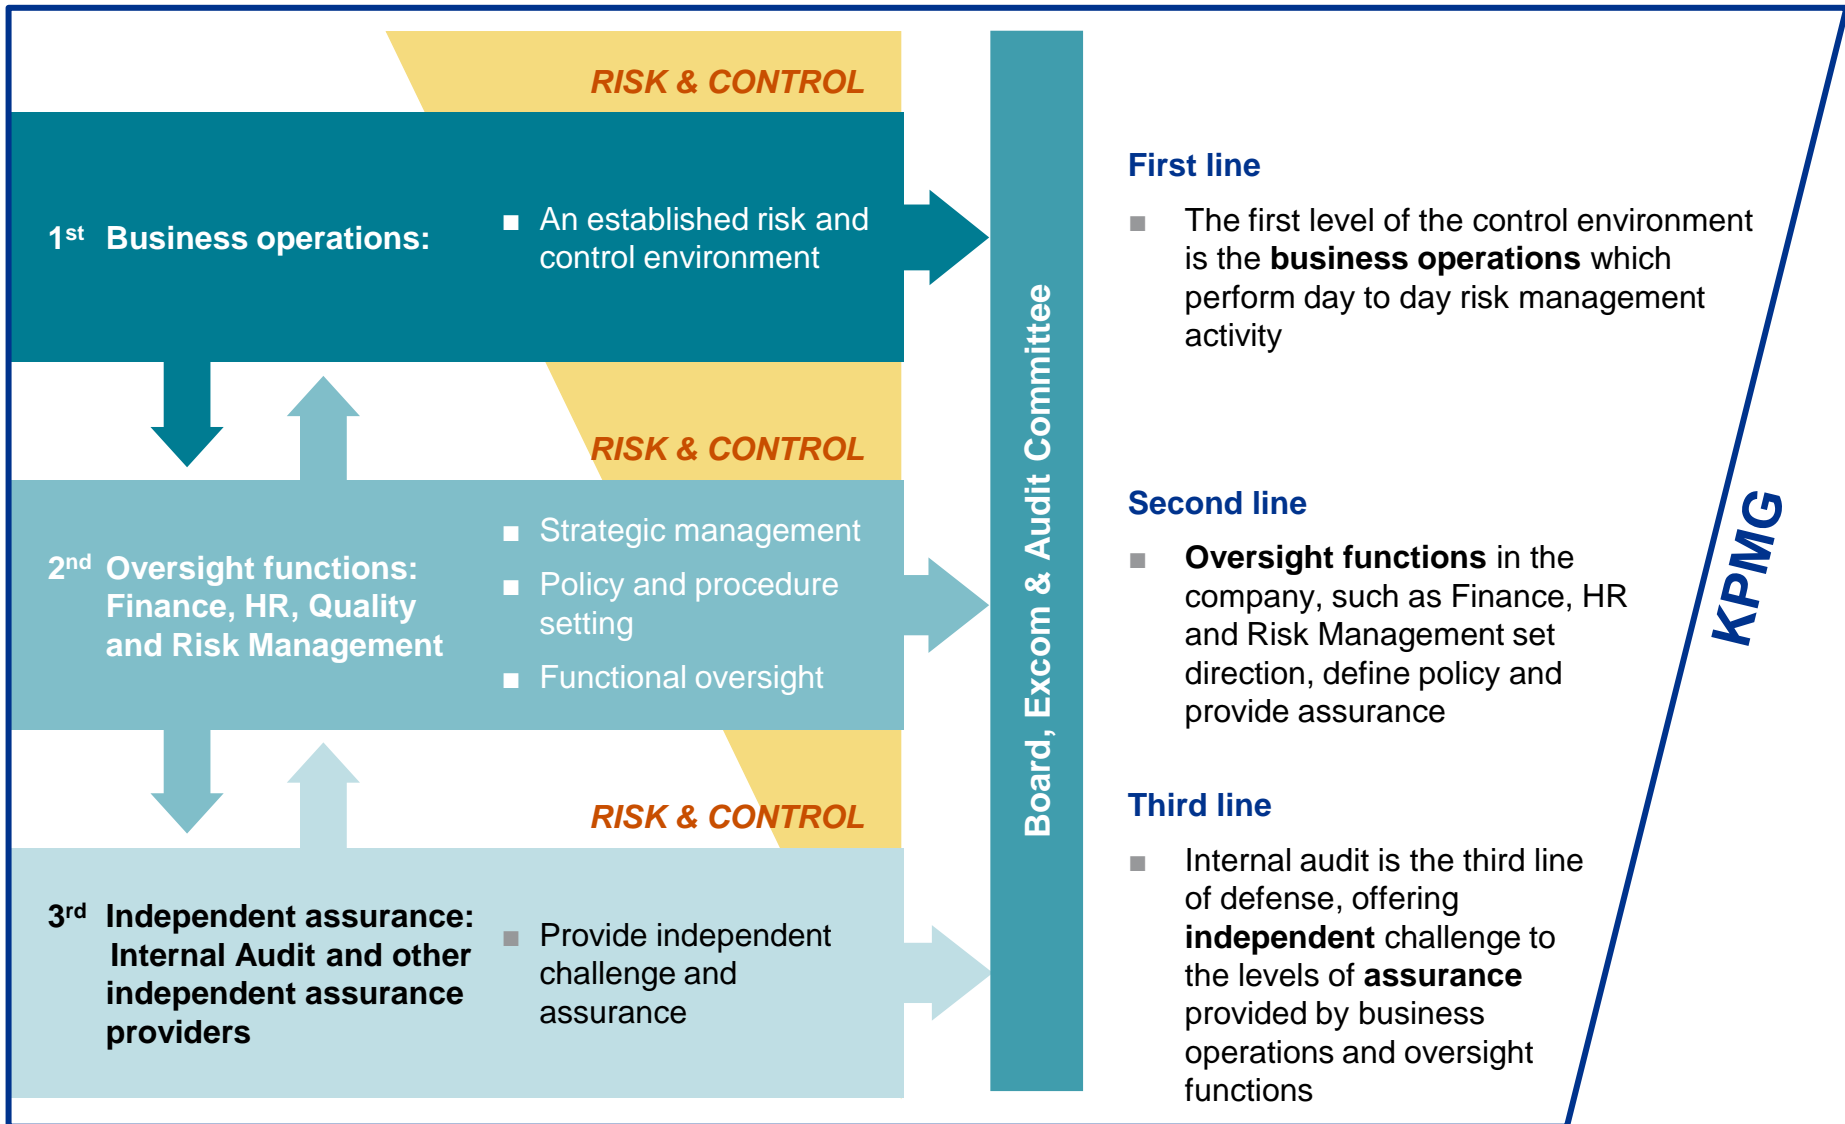 RISK & CONTROL
1st Business operations:
■ An established risk and
control environment
RISK & CONTROL
2nd Oversight functions:
Finance, HR, Quality
and Risk Management
■ Strategic management
■ Policy and procedure
setting
■ Functional oversight
RISK & CONTROL
3rd Independent assurance:
Internal Audit and other
independent assurance
providers
■ Provide independent
challenge and
assurance
Board, Excom & Audit Committee
First line
■ The first level of the control environment
is the business operations which
perform day to day risk management
activity
Second line
■ Oversight functions in the
company, such as Finance, HR
and Risk Management set
direction, define policy and
provide assurance
Third line
■ Internal audit is the third line
of defense, offering
independent challenge to
the levels of assurance
provided by business
operations and oversight
functions
KPMG